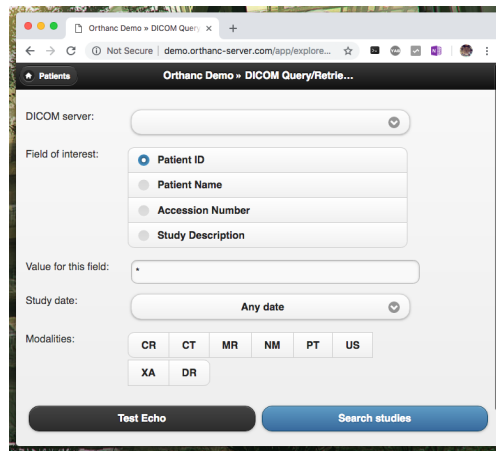 Orthanc Demo » DICOM Query
Not Secure | demo.orthanc-server.com/app/explore...
Patients
Orthanc Demo » DICOM Query/Retrie...
DICOM server:
Field of interest:
Patient ID
Patient Name
Accession Number
Study Description
Value for this field:
*
Study date:
Any date
Modalities:
CR CT MR NM PT US
XA DR
Test Echo
Search studies